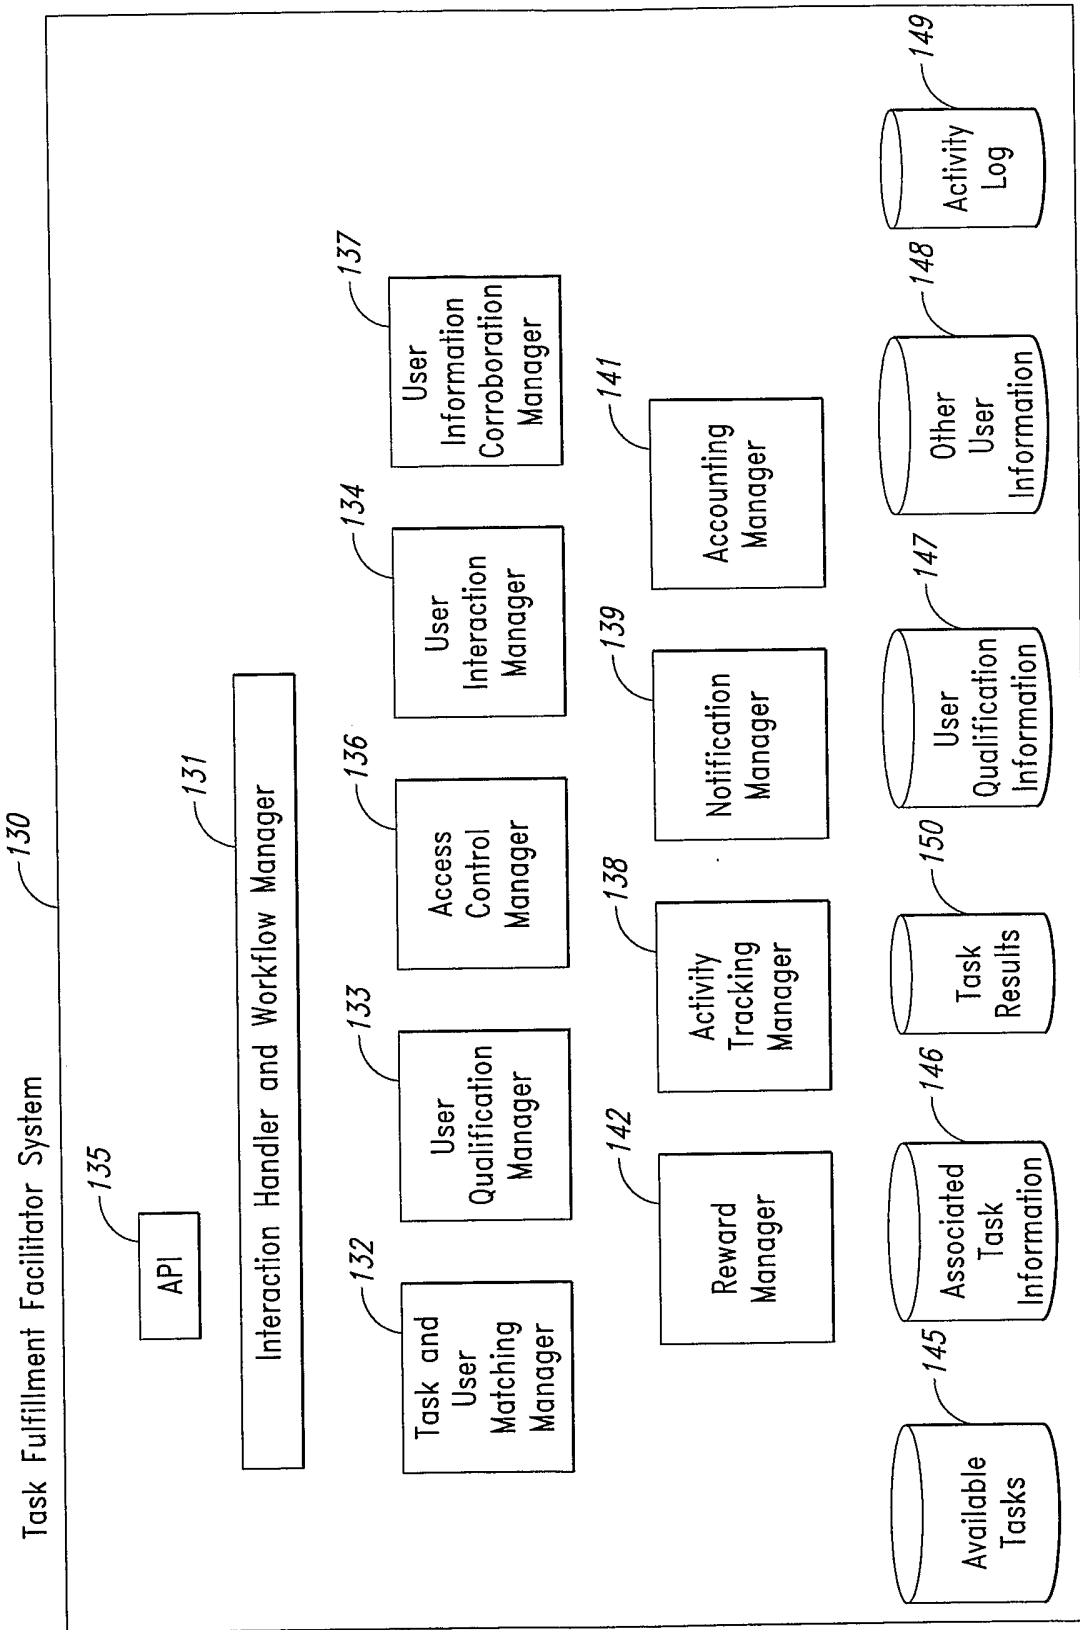 Task Fulfillment Facilitator System
130
135
API
131
Interaction Handler and Workflow Manager
132
Task and
User
Matching
Manager
133
User
Qualification
Manager
136
Access
Control
Manager
134
User
Interaction
Manager
137
User
Information
Corroboration
Manager
142
Reward
Manager
138
Activity
Tracking
Manager
139
Notification
Manager
141
Accounting
Manager
145
Available
Tasks
146
Associated
Task
Information
150
Task
Results
147
User
Qualification
Information
148
Other
User
Information
149
Activity
Log